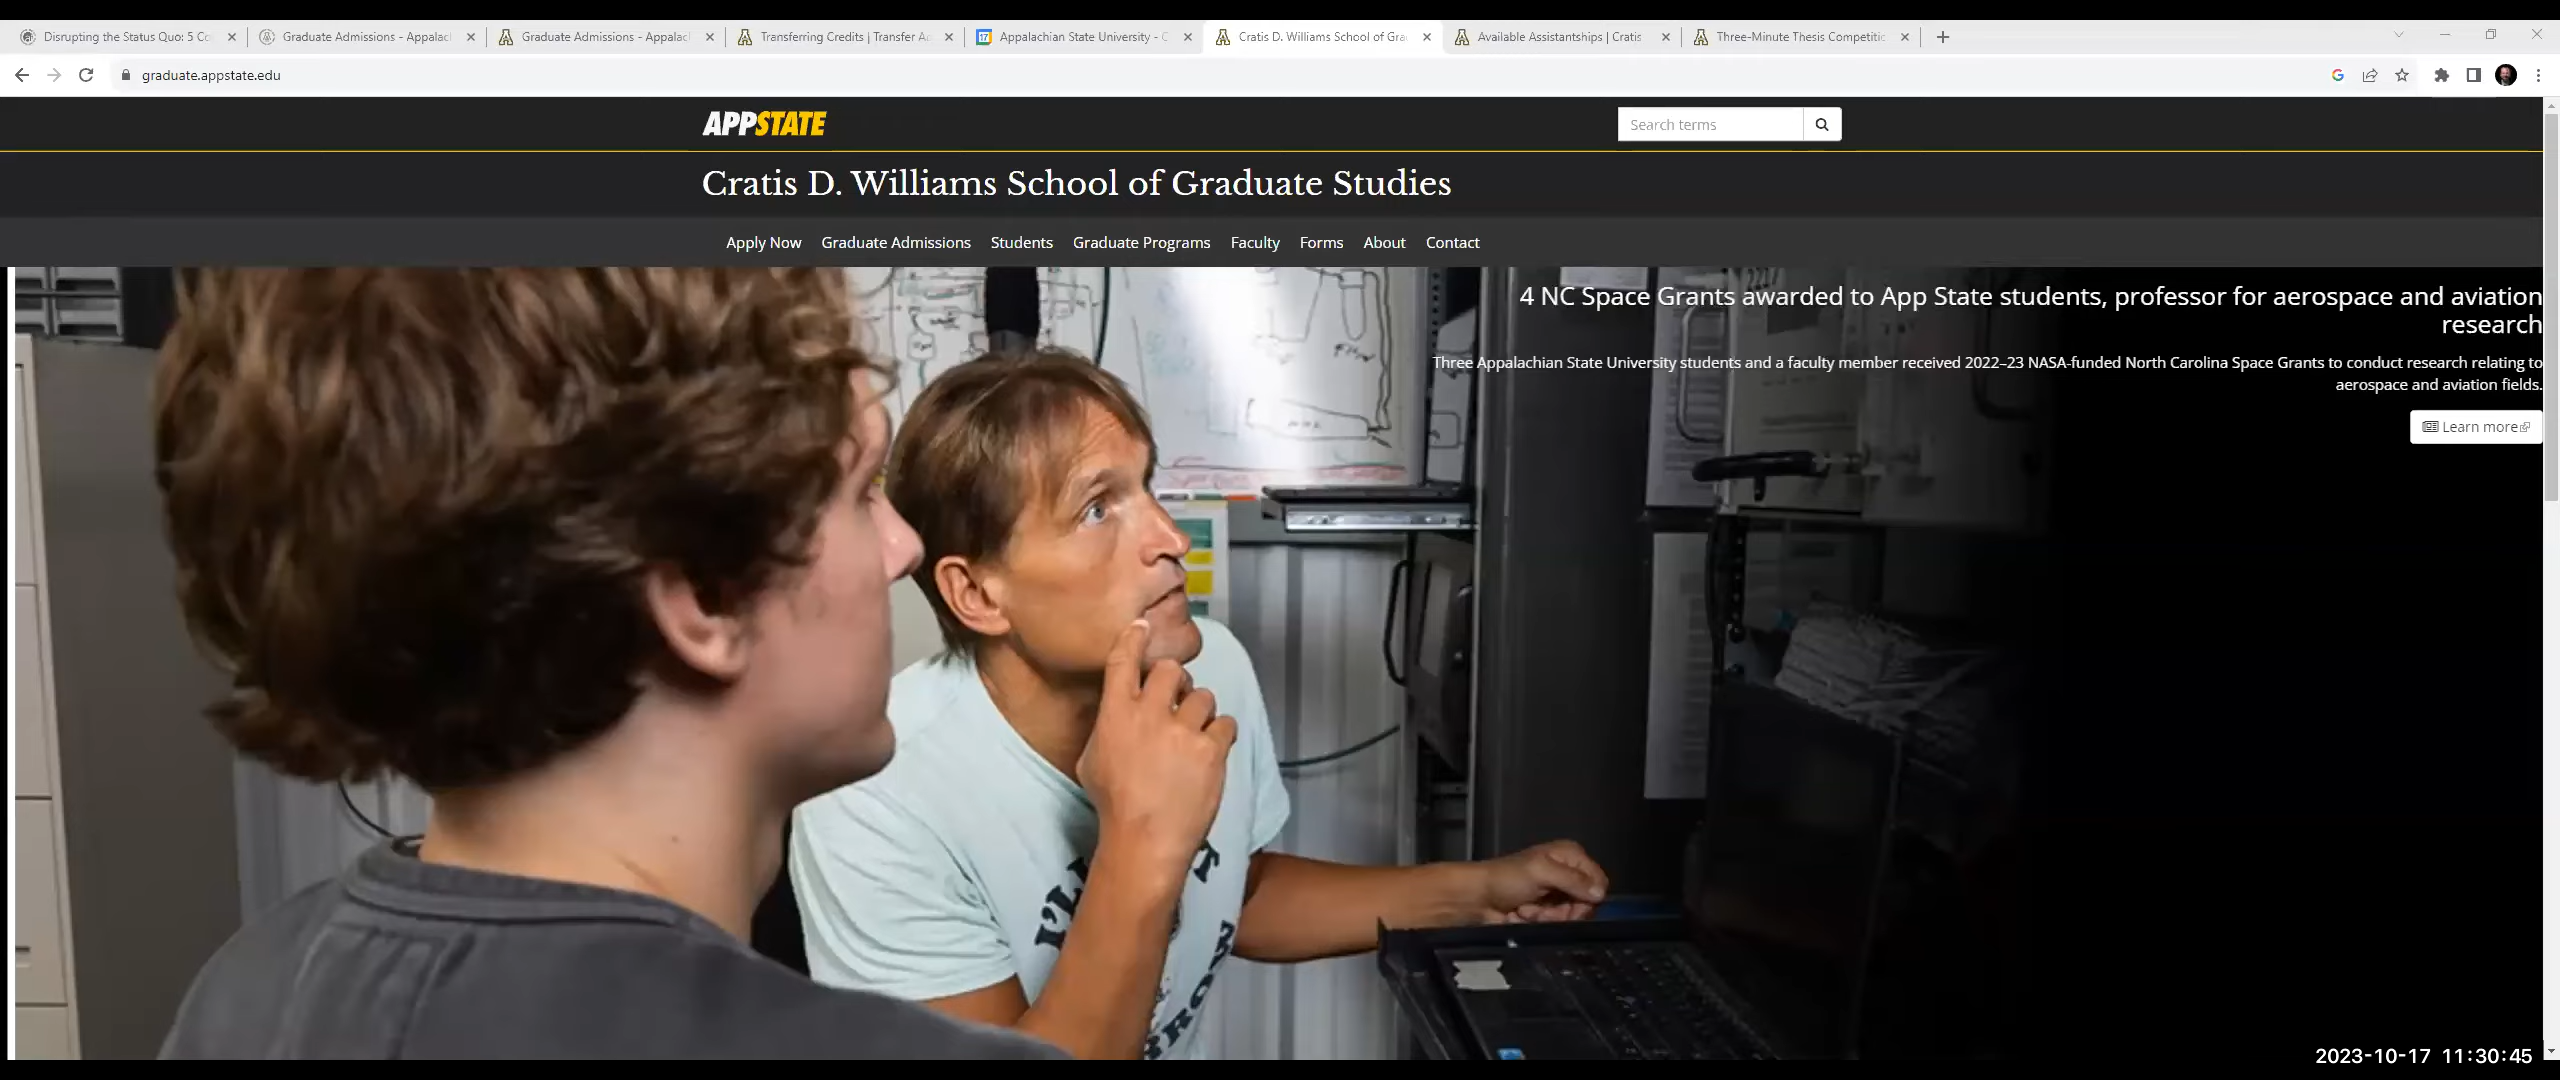 Disrupting the Status Quo: 5 Co
Graduate Admissions - Appalac
Graduate Admissions - Appalac
Transferring Credits | Transfer Ad
17 Appalachian State University - C
Cratis D. Williams School of Gra
Available Assistantships | Cratis
Three-Minute Thesis Competitic
graduate.appstate.edu
APPSTATE
Search terms
Cratis D. Williams School of Graduate Studies
Apply Now Graduate Admissions Students Graduate Programs Faculty Forms About Contact
4 NC Space Grants awarded to App State students, professor for aerospace and aviation
research
Three Appalachian State University students and a faculty member received 2022–23 NASA-funded North Carolina Space Grants to conduct research relating to
aerospace and aviation fields.
Learn more
I'LL
2023-10-17 11:30:45